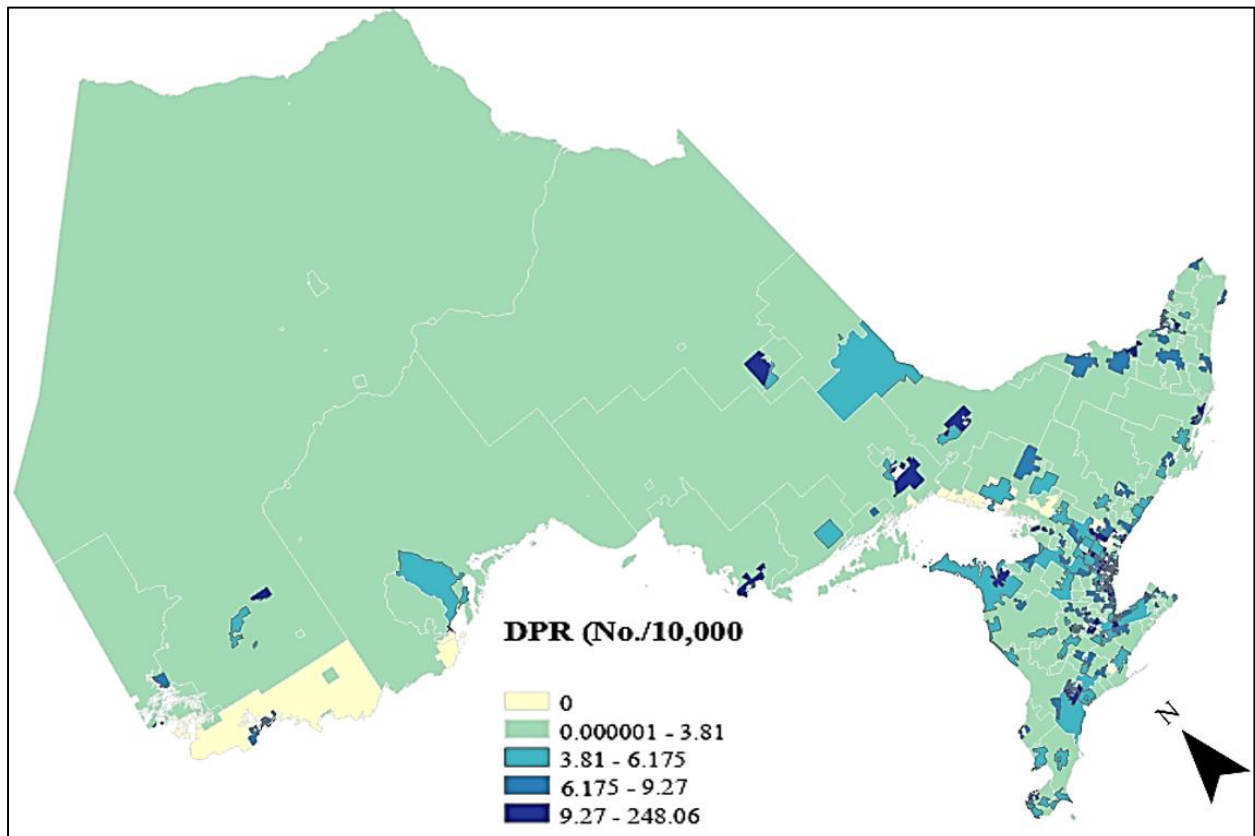 DPR (No./10,000
0
0.000001 - 3.81
3.81 - 6.175
6.175 - 9.27
9.27 - 248.06
N